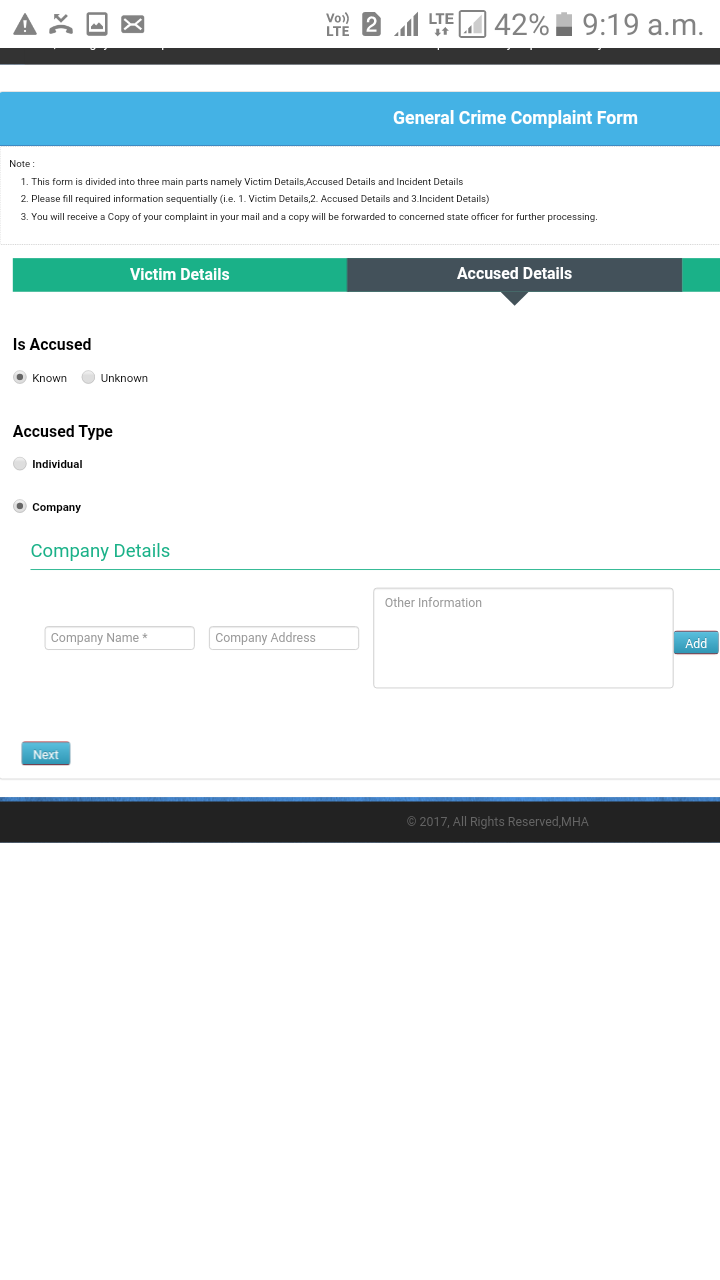 Vo)) LTE 2 LTE 42% 9:19 a.m.
General Crime Complaint Form
Note :
1. This form is divided into three main parts namely Victim Details,Accused Details and Incident Details
2. Please fill required information sequentially (i.e. 1. Victim Details,2. Accused Details and 3.Incident Details)
3. You will receive a Copy of your complaint in your mail and a copy will be forwarded to concerned state officer for further processing.
Victim Details Accused Details
Is Accused
Known Unknown
Accused Type
Individual
Company
Company Details
Other Information
Company Name * Company Address
Add
Next
© 2017, All Rights Reserved,MHA